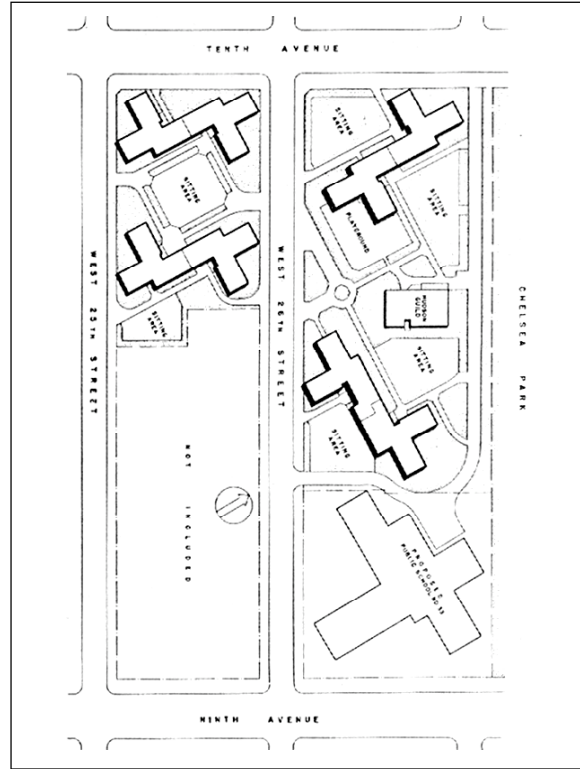 TENTH AVENUE
SITTING
AREA
SITTING
AREA
SITTING
AREA
PLAYGROUND
WEST 25TH STREET
WEST 26TH STREET
HUDSON
GUILD
CHELSEA PARK
SITTING
AREA
SITTING
AREA
SITTING
AREA
NOT INCLUDED
PROPOSED
PUBLIC SCHOOL NO 33
NINTH AVENUE